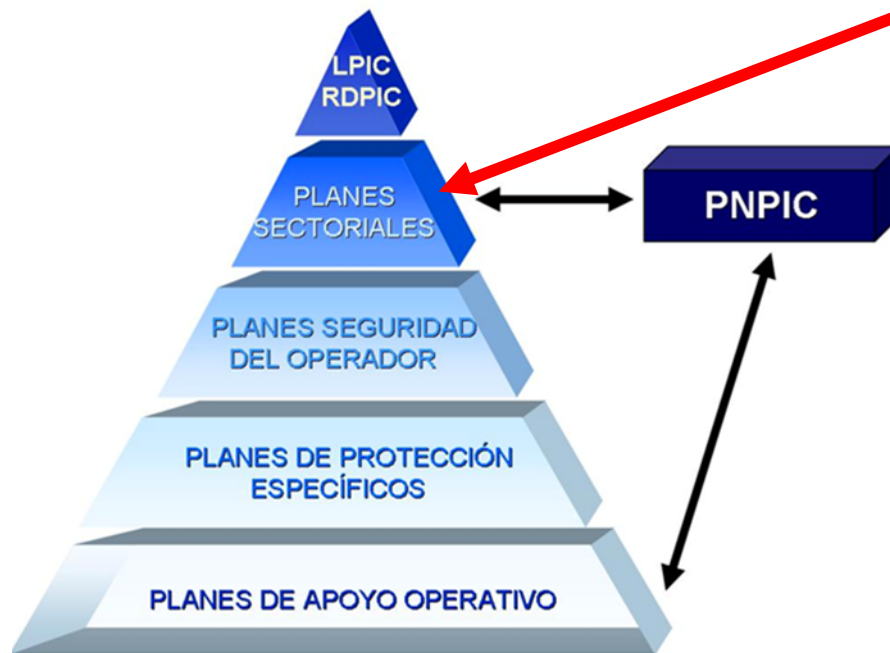 LPIC
RDPIC
PLANES
SECTORIALES
PNPIC
PLANES SEGURIDAD
DEL OPERADOR
PLANES DE PROTECCIÓN
ESPECÍFICOS
PLANES DE APOYO OPERATIVO